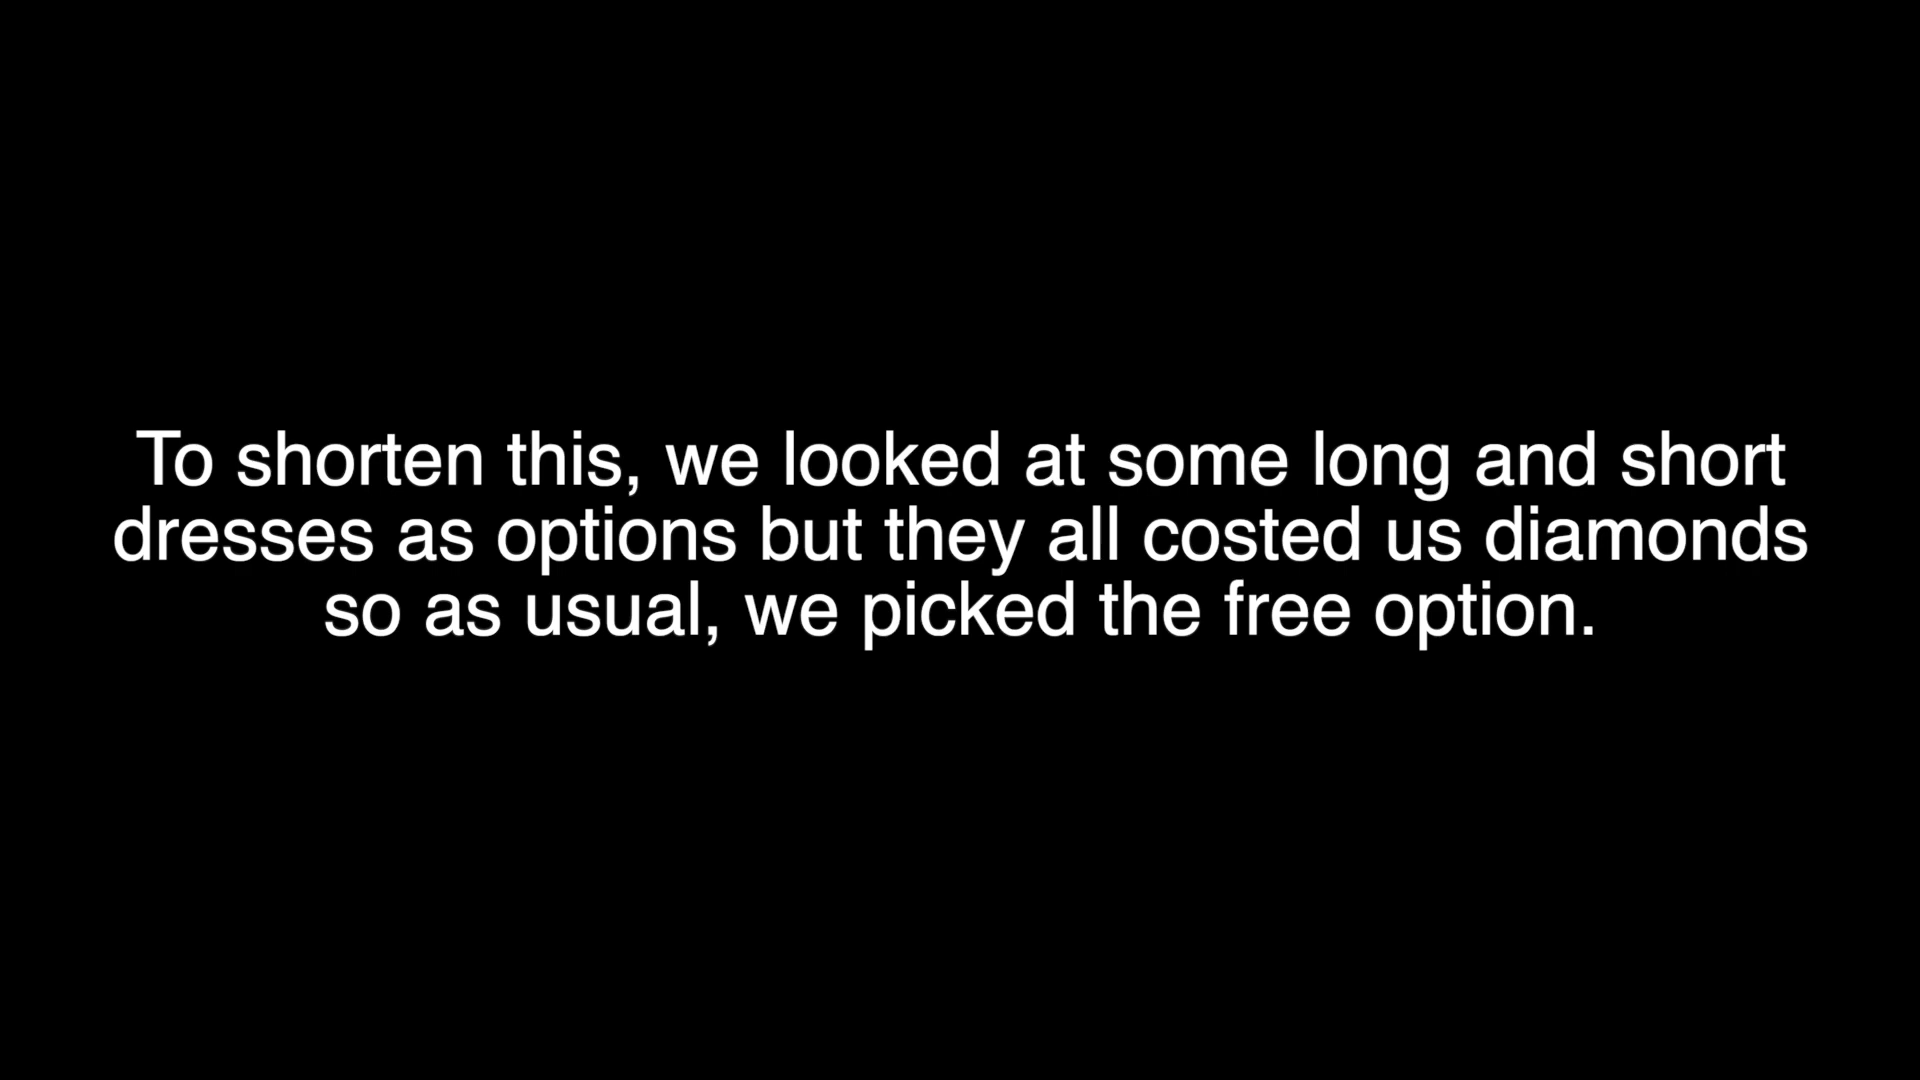 To shorten this, we looked at some long and short
dresses as options but they all costed us diamonds
so as usual, we picked the free option.